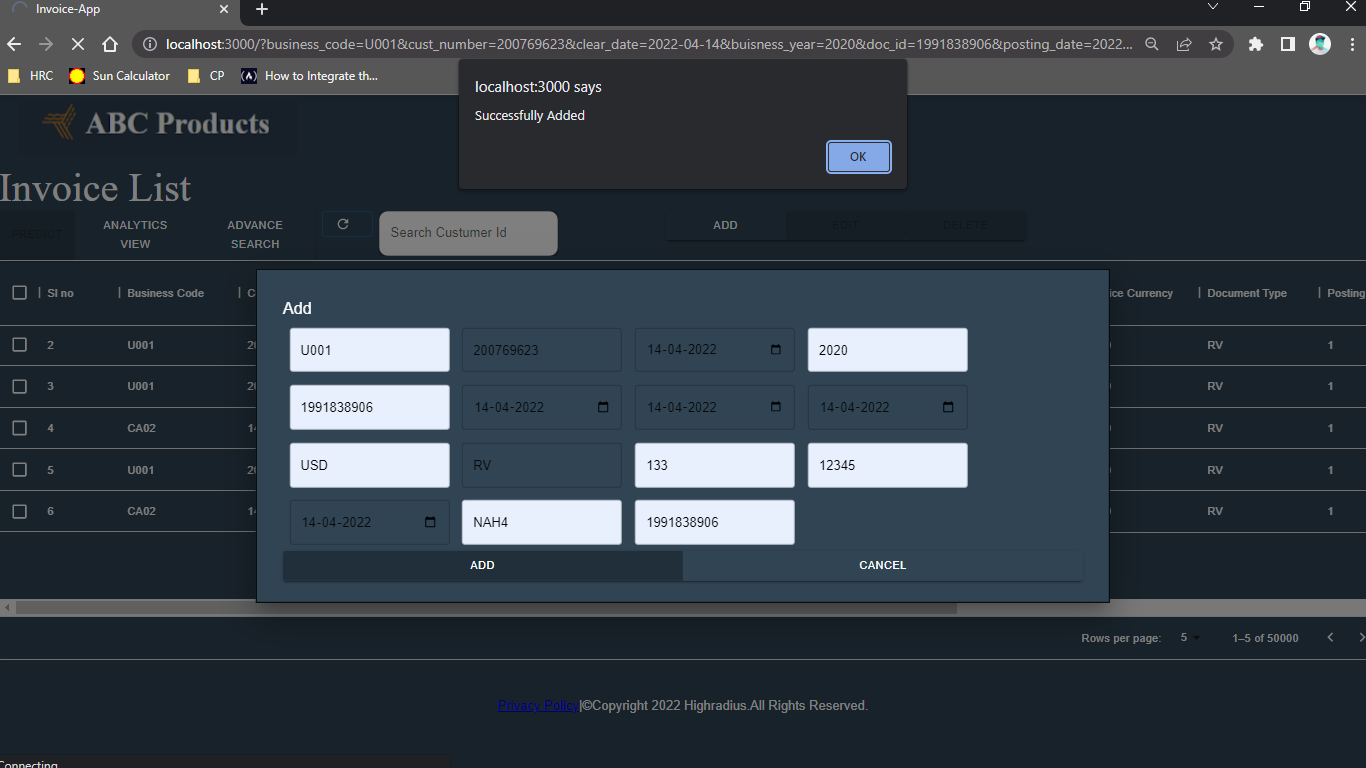 Invoice-App
localhost:3000/?business_code=U001&cust_number=200769623&clear_date=2022-04-14&buisness_year=2020&doc_id=1991838906&posting_date=2022...
HRC
Sun Calculator
CP
How to Integrate th...
localhost:3000 says
Successfully Added
OK
ABC Products
Invoice List
PREDICT
ANALYTICS
VIEW
ADVANCE
SEARCH
Search Custumer Id
ADD
EDIT
DELETE
Sl no
Business Code
Currency
Document Type
Posting
2
U001
RV
1
3
U001
RV
1
4
CA02
RV
1
5
U001
RV
1
6
CA02
RV
1
Add
U001
200769623
14-04-2022
2020
1991838906
14-04-2022
14-04-2022
14-04-2022
USD
RV
133
12345
14-04-2022
NAH4
1991838906
ADD
CANCEL
Rows per page:
5
1–5 of 50000
Privacy Policy|©Copyright 2022 Highradius.All Rights Reserved.
Connecting